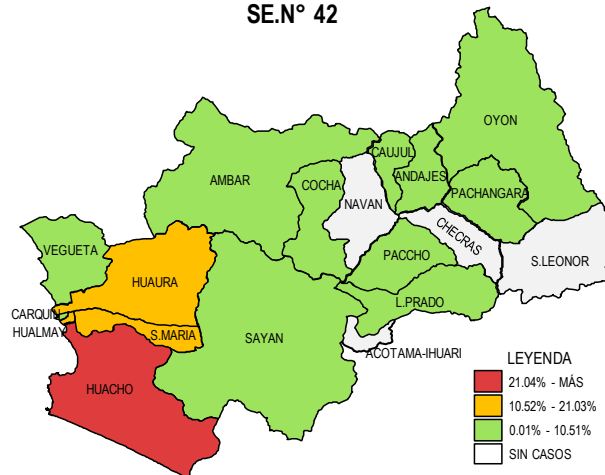 SE.N° 42
OYON
CAUJUL
AMBAR
COCHA
ANDAJES
PACHANGARA
NAVAN
CHECRAS
VEGUETA
PACCHO
S.LEONOR
HUAURA
L.PRADO
CARQUIN
HUALMAY
S.MARIA
SAYAN
ACOTAMA-IHUARI
HUACHO
LEYENDA
21.04% - MÁS
10.52% - 21.03%
0.01% - 10.51%
SIN CASOS